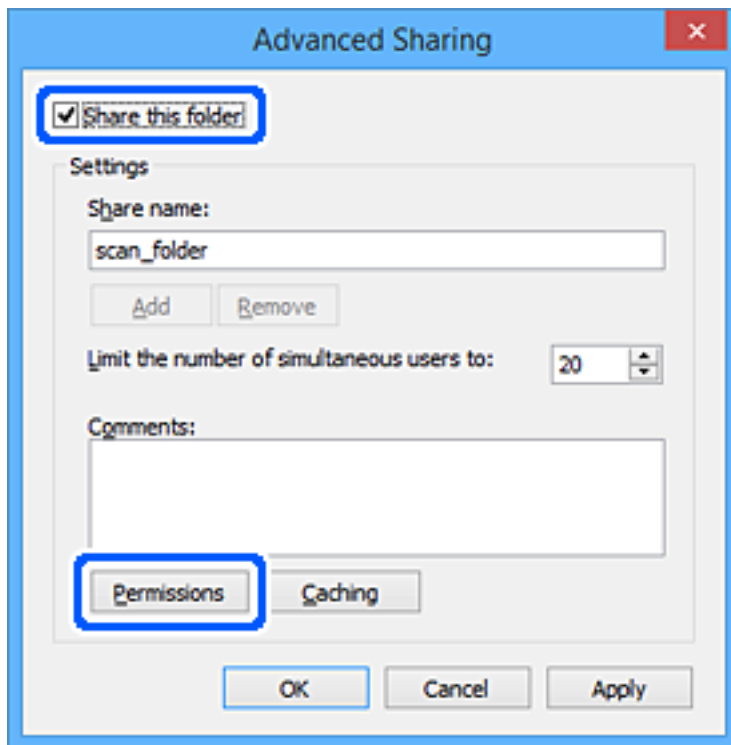 Advanced Sharing
Share this folder
Settings
Share name:
scan_folder
Add Remove
Limit the number of simultaneous users to: 20
Comments:
Permissions Caching
OK Cancel Apply